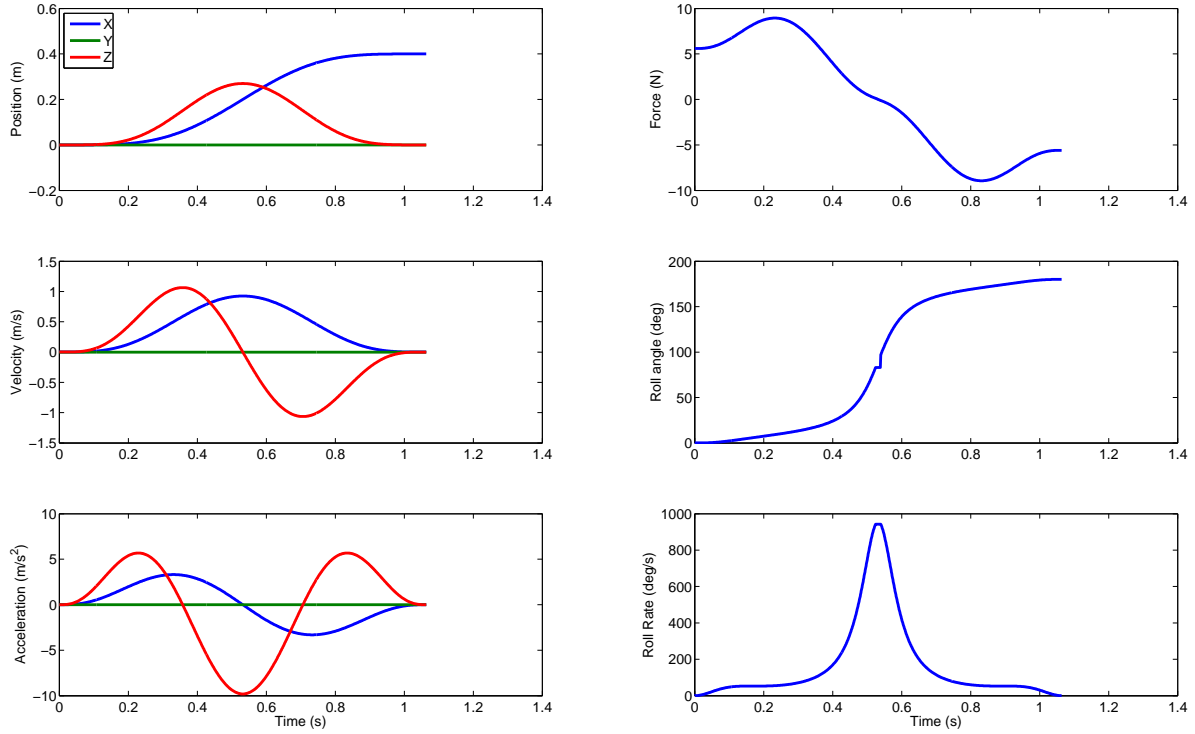 0.6
0.4
0.2
0
−0.2
Position (m)
X
Y
Z
0 0.2 0.4 0.6 0.8 1 1.2 1.4
10
5
0
−5
−10
Force (N)
0 0.2 0.4 0.6 0.8 1 1.2 1.4
1.5
1
0.5
0
−0.5
−1
−1.5
Velocity (m/s)
0 0.2 0.4 0.6 0.8 1 1.2 1.4
200
150
100
50
0
Roll angle (deg)
0 0.2 0.4 0.6 0.8 1 1.2 1.4
10
5
0
−5
−10
Acceleration (m/s²)
0 0.2 0.4 0.6 0.8 1 1.2 1.4
Time (s)
1000
800
600
400
200
0
Roll Rate (deg/s)
0 0.2 0.4 0.6 0.8 1 1.2 1.4
Time (s)